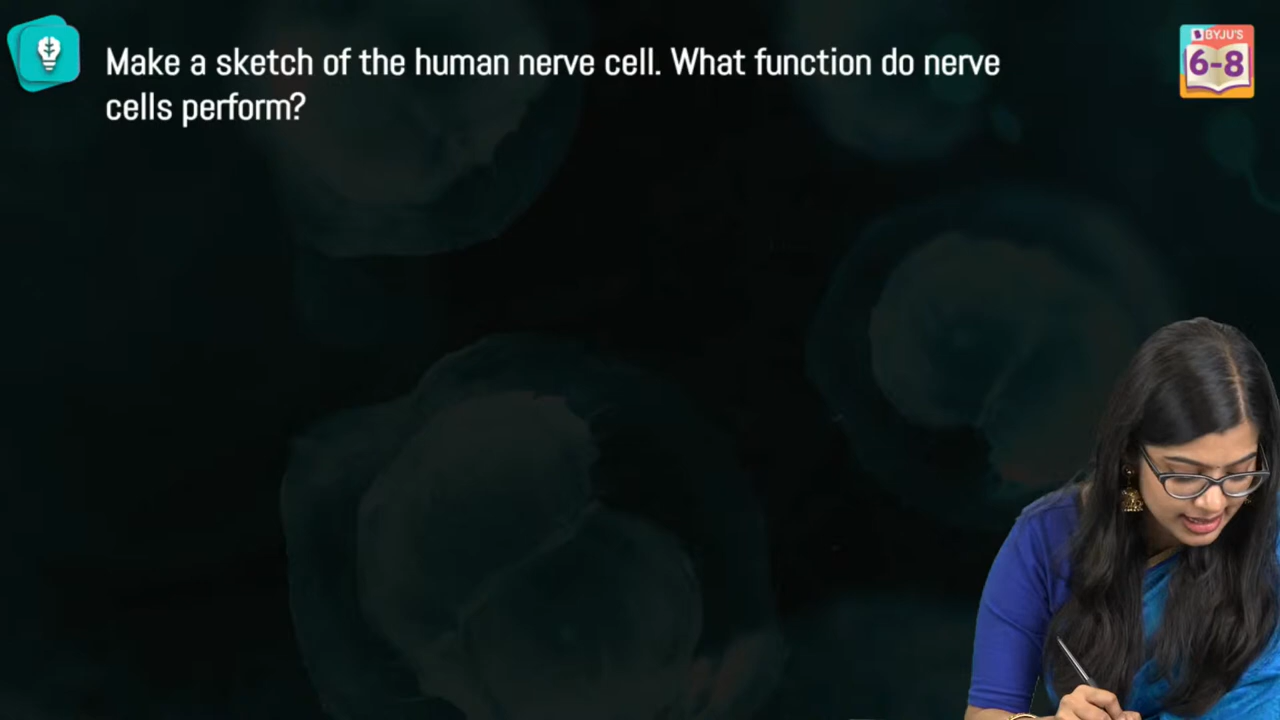 Make a sketch of the human nerve cell. What function do nerve
cells perform?
BYJU'S
6-8